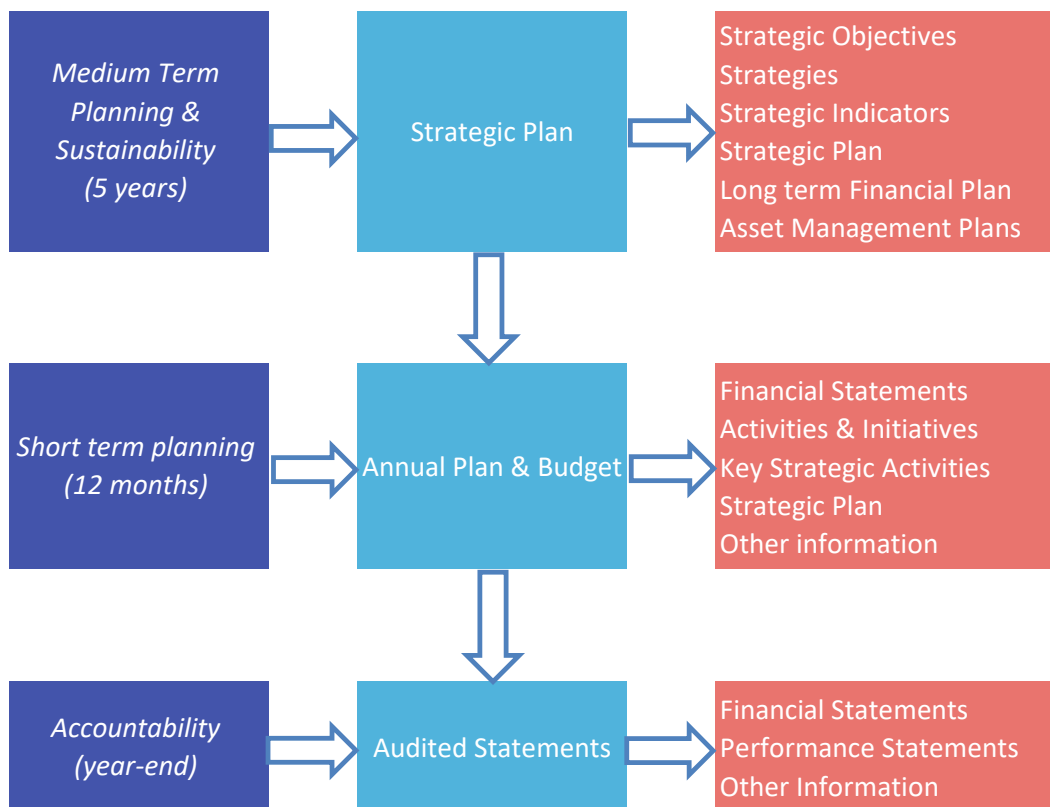 Medium Term
Planning &
Sustainability
(5 years)
Strategic Plan
Strategic Objectives
Strategies
Strategic Indicators
Strategic Plan
Long term Financial Plan
Asset Management Plans
Short term planning
(12 months)
Annual Plan & Budget
Financial Statements
Activities & Initiatives
Key Strategic Activities
Strategic Plan
Other information
Accountability
(year-end)
Audited Statements
Financial Statements
Performance Statements
Other Information